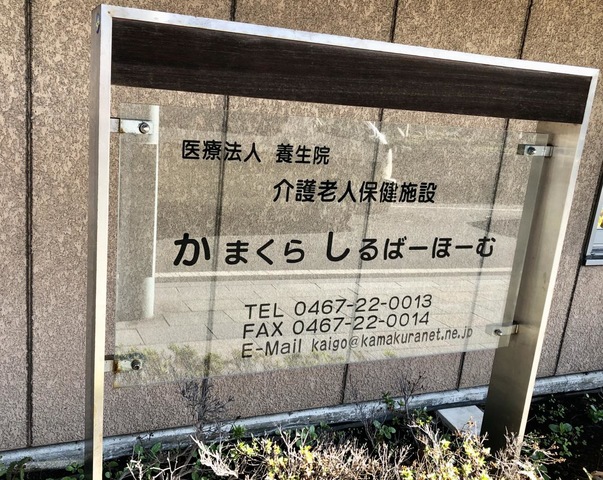 医療法人 養生院
介護老人保健施設
かまくら しるばーほーむ
TEL 0467-22-0013
FAX 0467-22-0014
E-Mail kaigo@kamakuranet.ne.jp